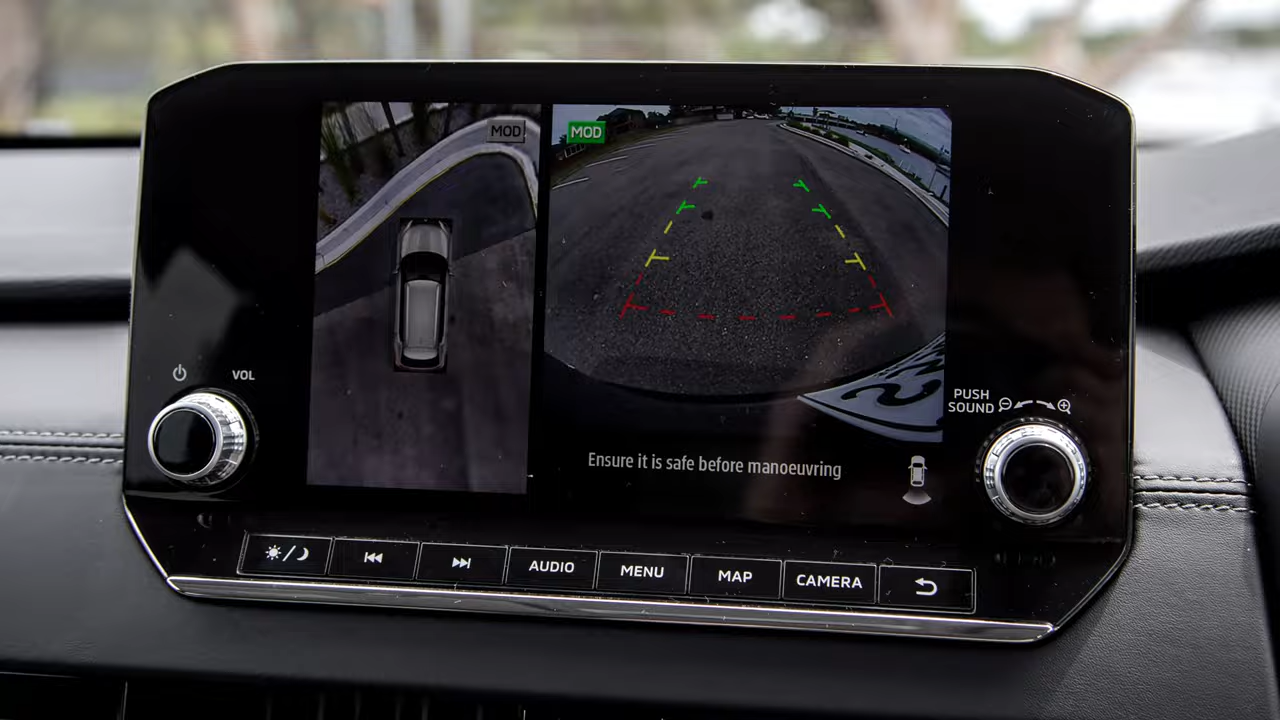 MOD
MOD
VOL
PUSH
SOUND
Ensure it is safe before manoeuvring
AUDIO
MENU
MAP
CAMERA